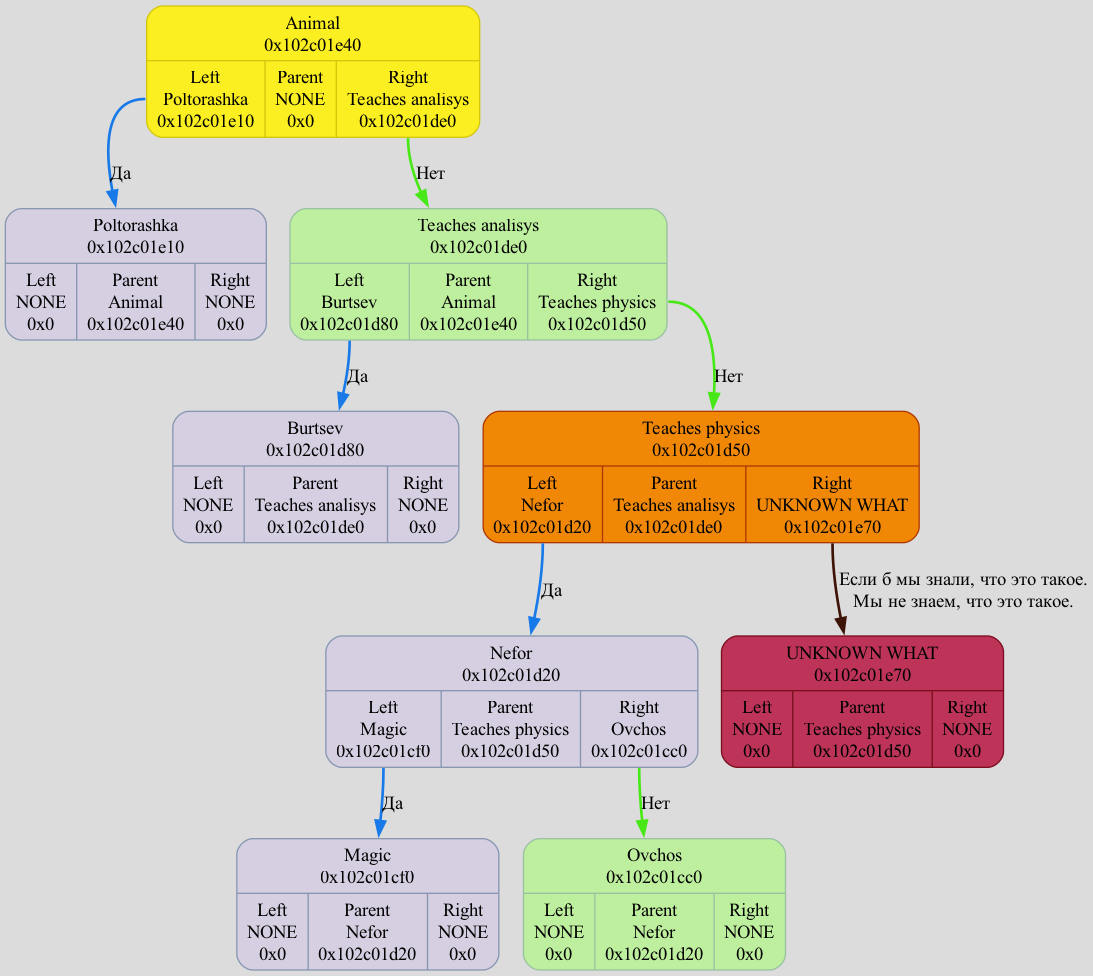 Animal
0x102c01e40
Left
Poltorashka
0x102c01e10
Parent
NONE
0x0
Right
Teaches analisys
0x102c01de0
Да
Нет
Poltorashka
0x102c01e10
Left
NONE
0x0
Parent
Animal
0x102c01e40
Right
NONE
0x0
Teaches analisys
0x102c01de0
Left
Burtsev
0x102c01d80
Parent
Animal
0x102c01e40
Right
Teaches physics
0x102c01d50
Да
Нет
Burtsev
0x102c01d80
Left
NONE
0x0
Parent
Teaches analisys
0x102c01de0
Right
NONE
0x0
Teaches physics
0x102c01d50
Left
Nefor
0x102c01d20
Parent
Teaches analisys
0x102c01de0
Right
UNKNOWN WHAT
0x102c01e70
Да
Если б мы знали, что это такое.
Мы не знаем, что это такое.
Nefor
0x102c01d20
Left
Magic
0x102c01cf0
Parent
Teaches physics
0x102c01d50
Right
Ovchos
0x102c01cc0
UNKNOWN WHAT
0x102c01e70
Left
NONE
0x0
Parent
Teaches physics
0x102c01d50
Right
NONE
0x0
Да
Нет
Magic
0x102c01cf0
Left
NONE
0x0
Parent
Nefor
0x102c01d20
Right
NONE
0x0
Ovchos
0x102c01cc0
Left
NONE
0x0
Parent
Nefor
0x102c01d20
Right
NONE
0x0